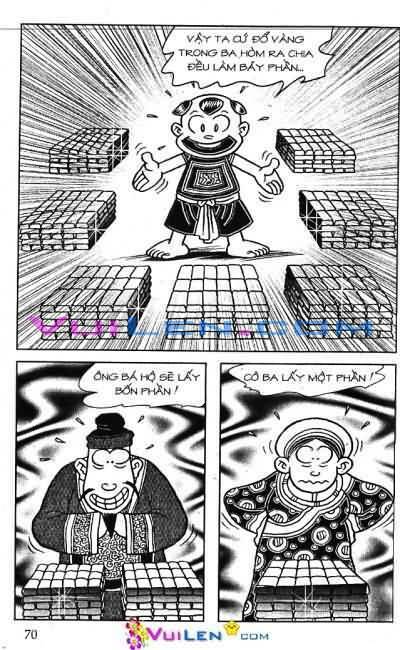 VẬY TA CỨ ĐỔ VÀNG
TRONG BA HÒM RA CHIA
ĐỀU LÀM BẢY PHẦN...
VUILEN.COM
ÔNG BÁ HỘ SẼ LẤY
BỐN PHẦN !
CÔ BA LẤY MỘT PHẦN !
70
VUILEN COM